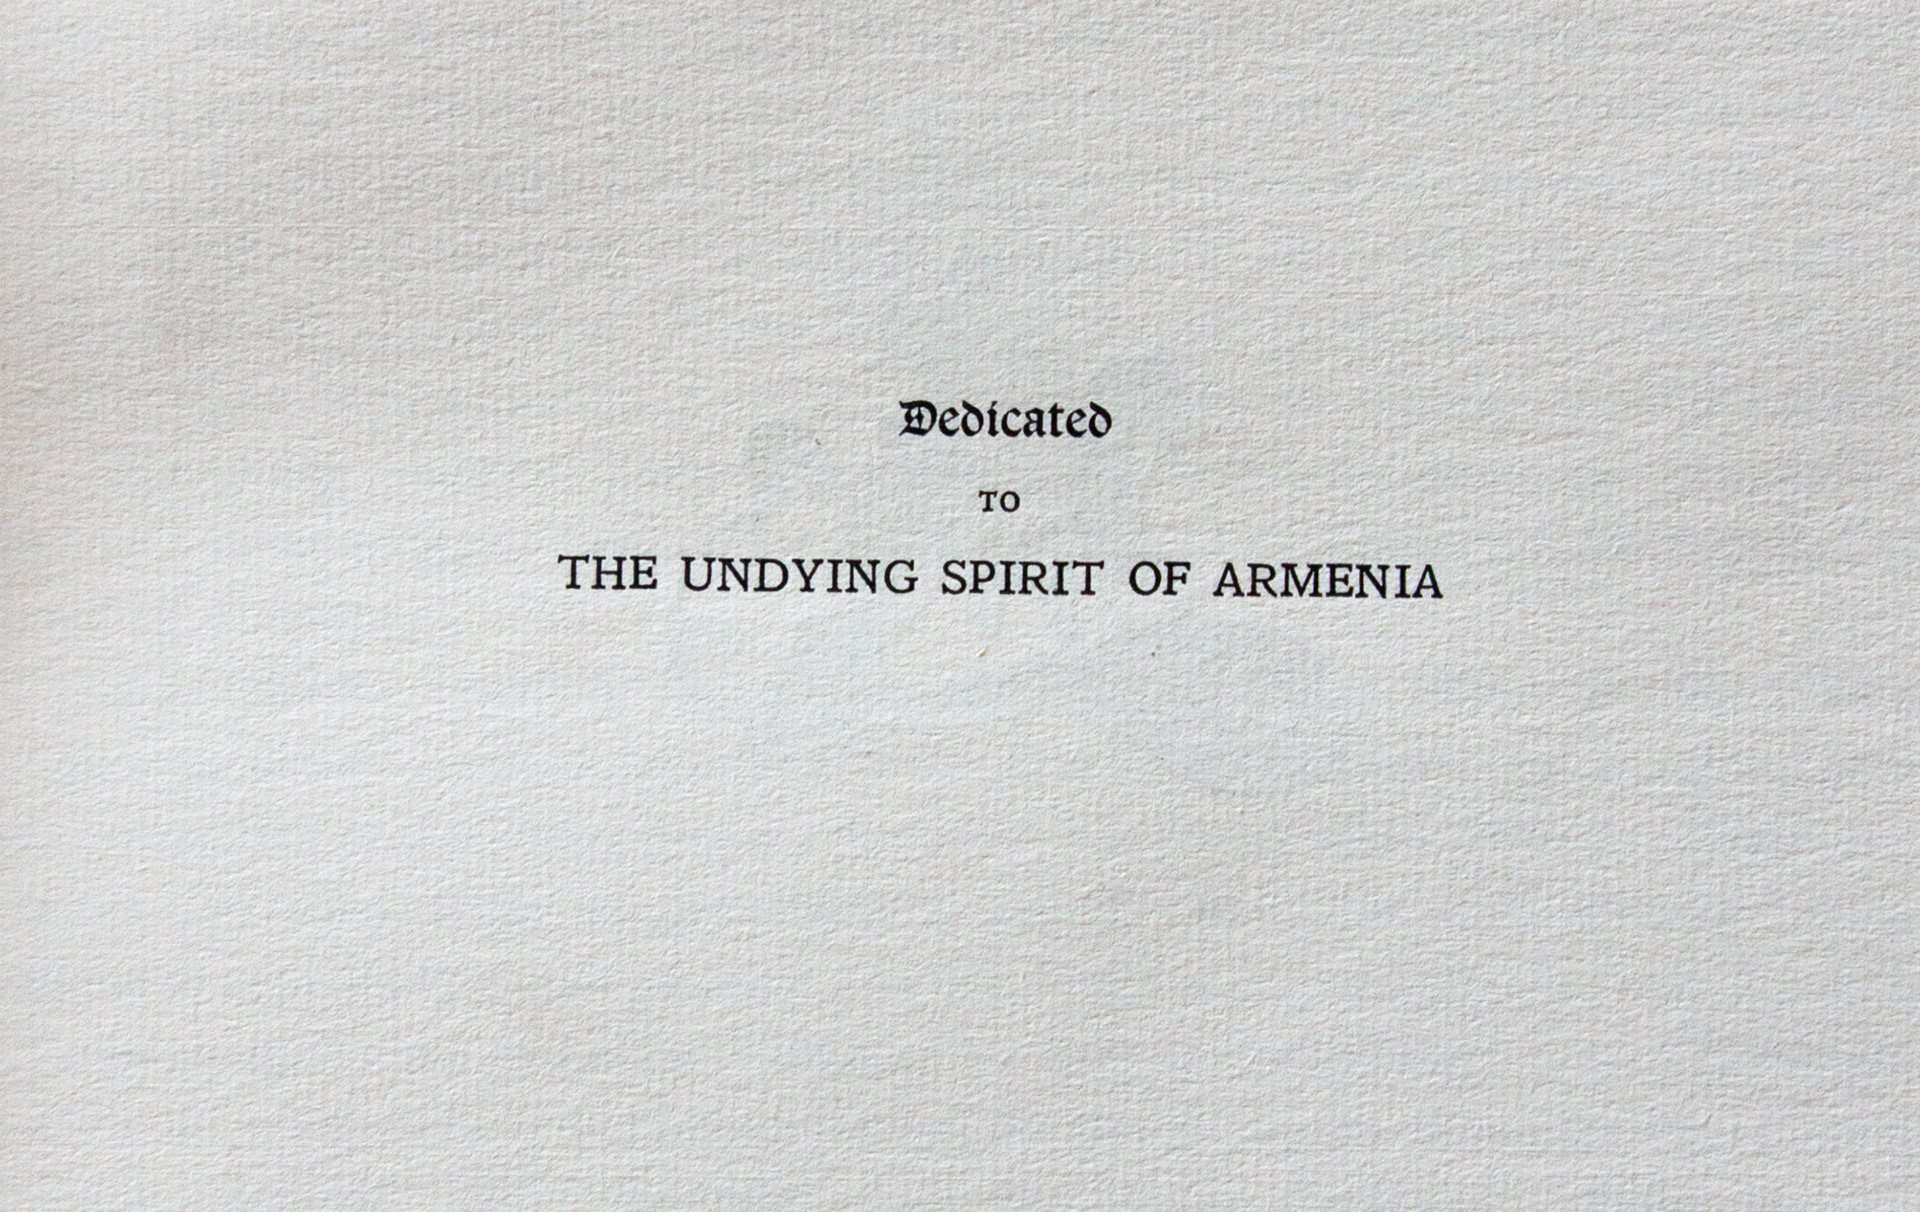 Dedicated
TO
THE UNDYING SPIRIT OF ARMENIA